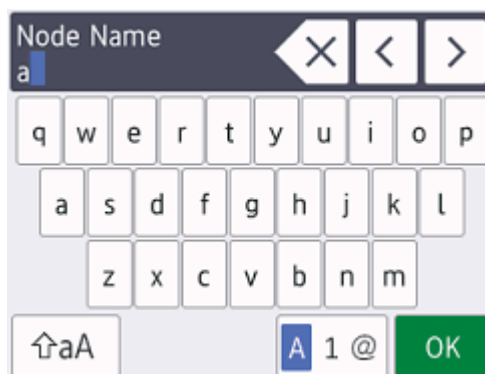 Node Name
a
q w e r t y u i o p
a s d f g h j k l
z x c v b n m
aA A 1 @ OK